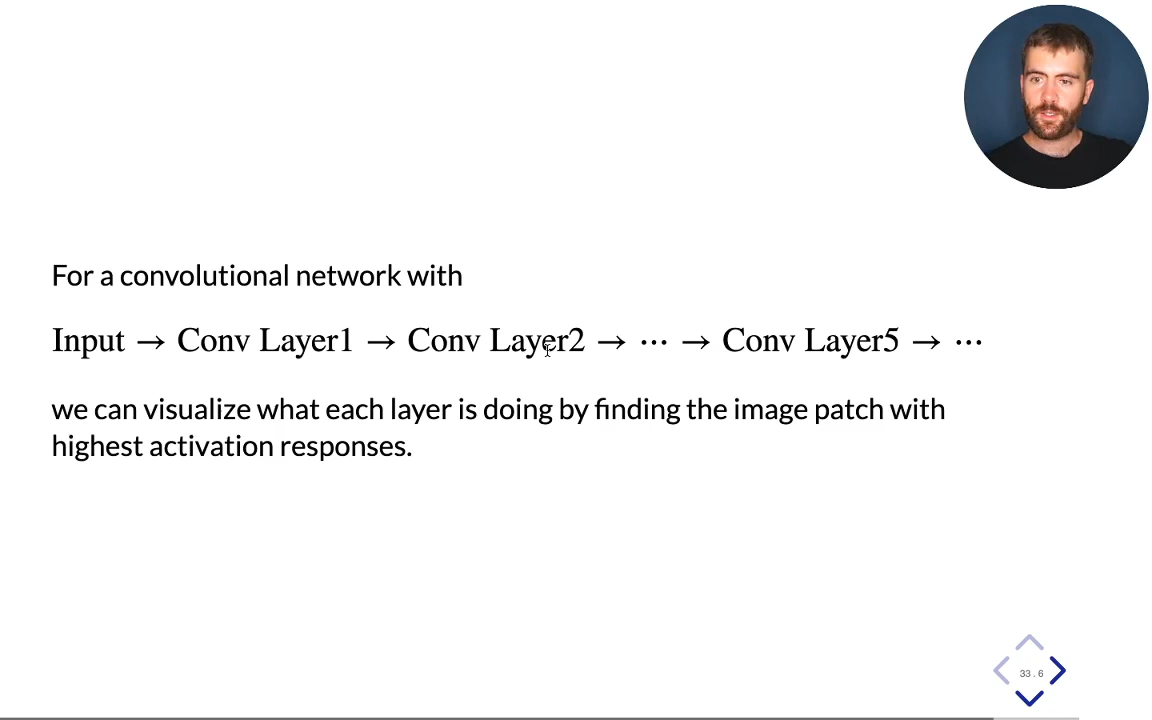 For a convolutional network with
Input → Conv Layer1 → Conv Layer2 → ⋯ → Conv Layer5 → ⋯
we can visualize what each layer is doing by finding the image patch with
highest activation responses.
33.6